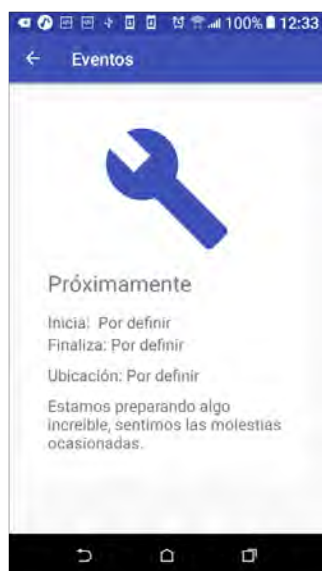 100% 12:33
Eventos
Próximamente
Inicia: Por definir
Finaliza: Por definir
Ubicación: Por definir
Estamos preparando algo
increíble, sentimos las molestias
ocasionadas.